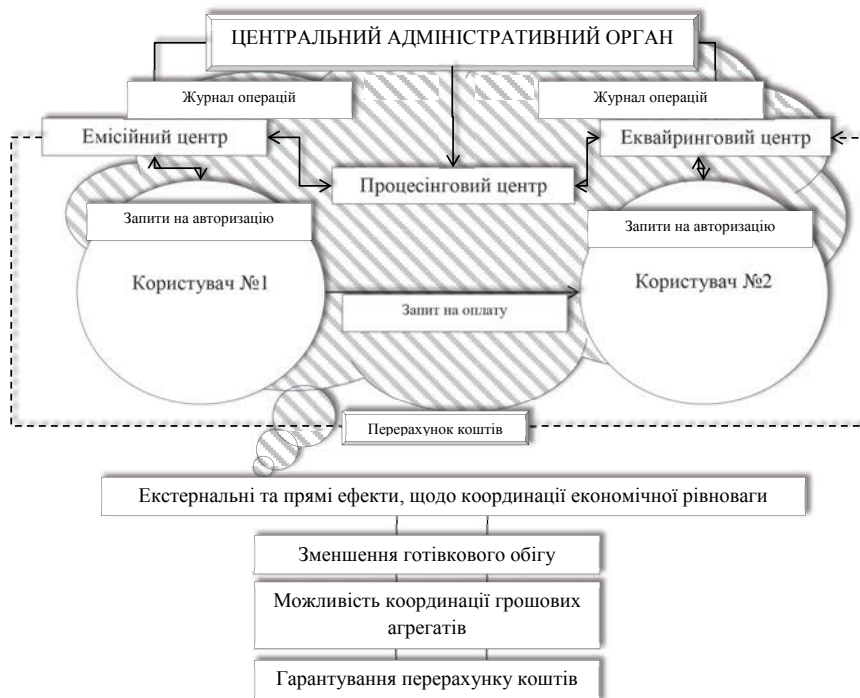 ЦЕНТРАЛЬНИЙ АДМІНІСТРАТИВНИЙ ОРГАН
Журнал операцій
Журнал операцій
Емісійний центр
Еквайринговий центр
Процесінговий центр
Запити на авторизацію
Запити на авторизацію
Користувач №1
Користувач №2
Запит на оплату
Перерахунок коштів
Екстернальні та прямі ефекти, щодо координації економічної рівноваги
Зменшення готівкового обігу
Можливість координації грошових
агрегатів
Гарантування перерахунку коштів